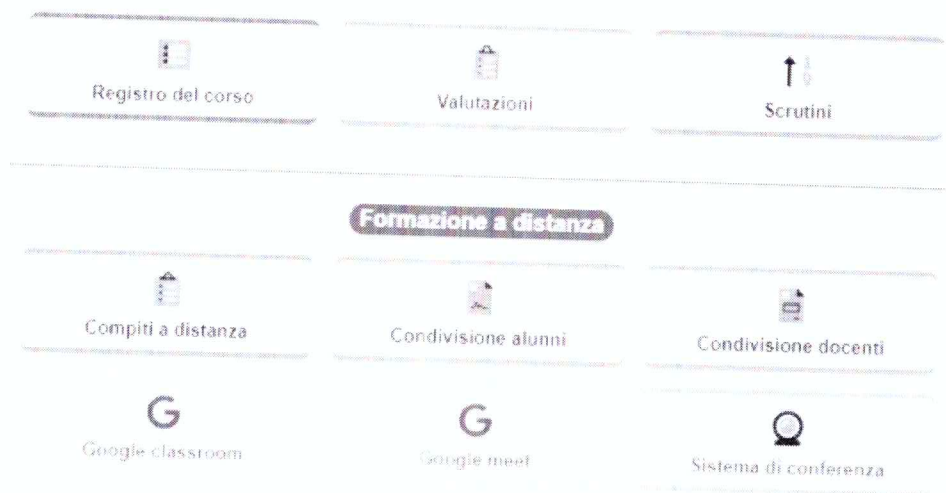 Registro del corso
Valutazioni
Scrutini
Formazione a distanza
Compiti a distanza
Condivisione alunni
Condivisione docenti
Google classroom
Google meet
Sistema di conferenza